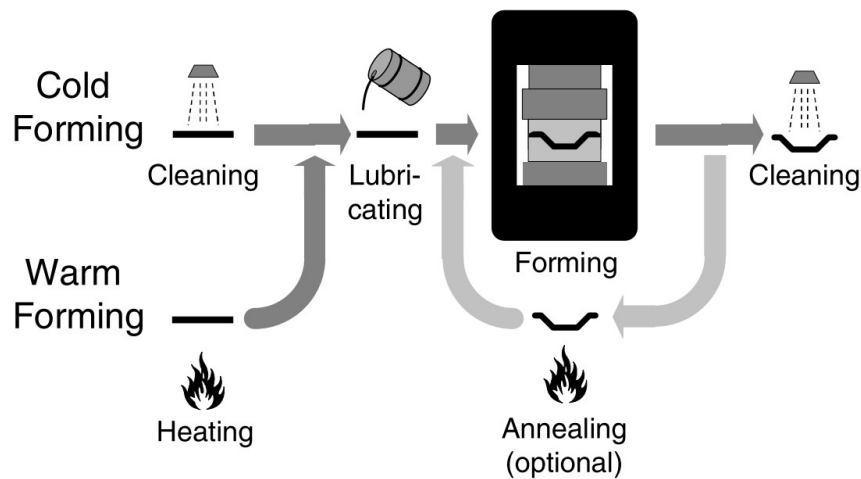 Cold
Forming
Cleaning
Lubri-
cating
Forming
Cleaning
Warm
Forming
Heating
Annealing
(optional)